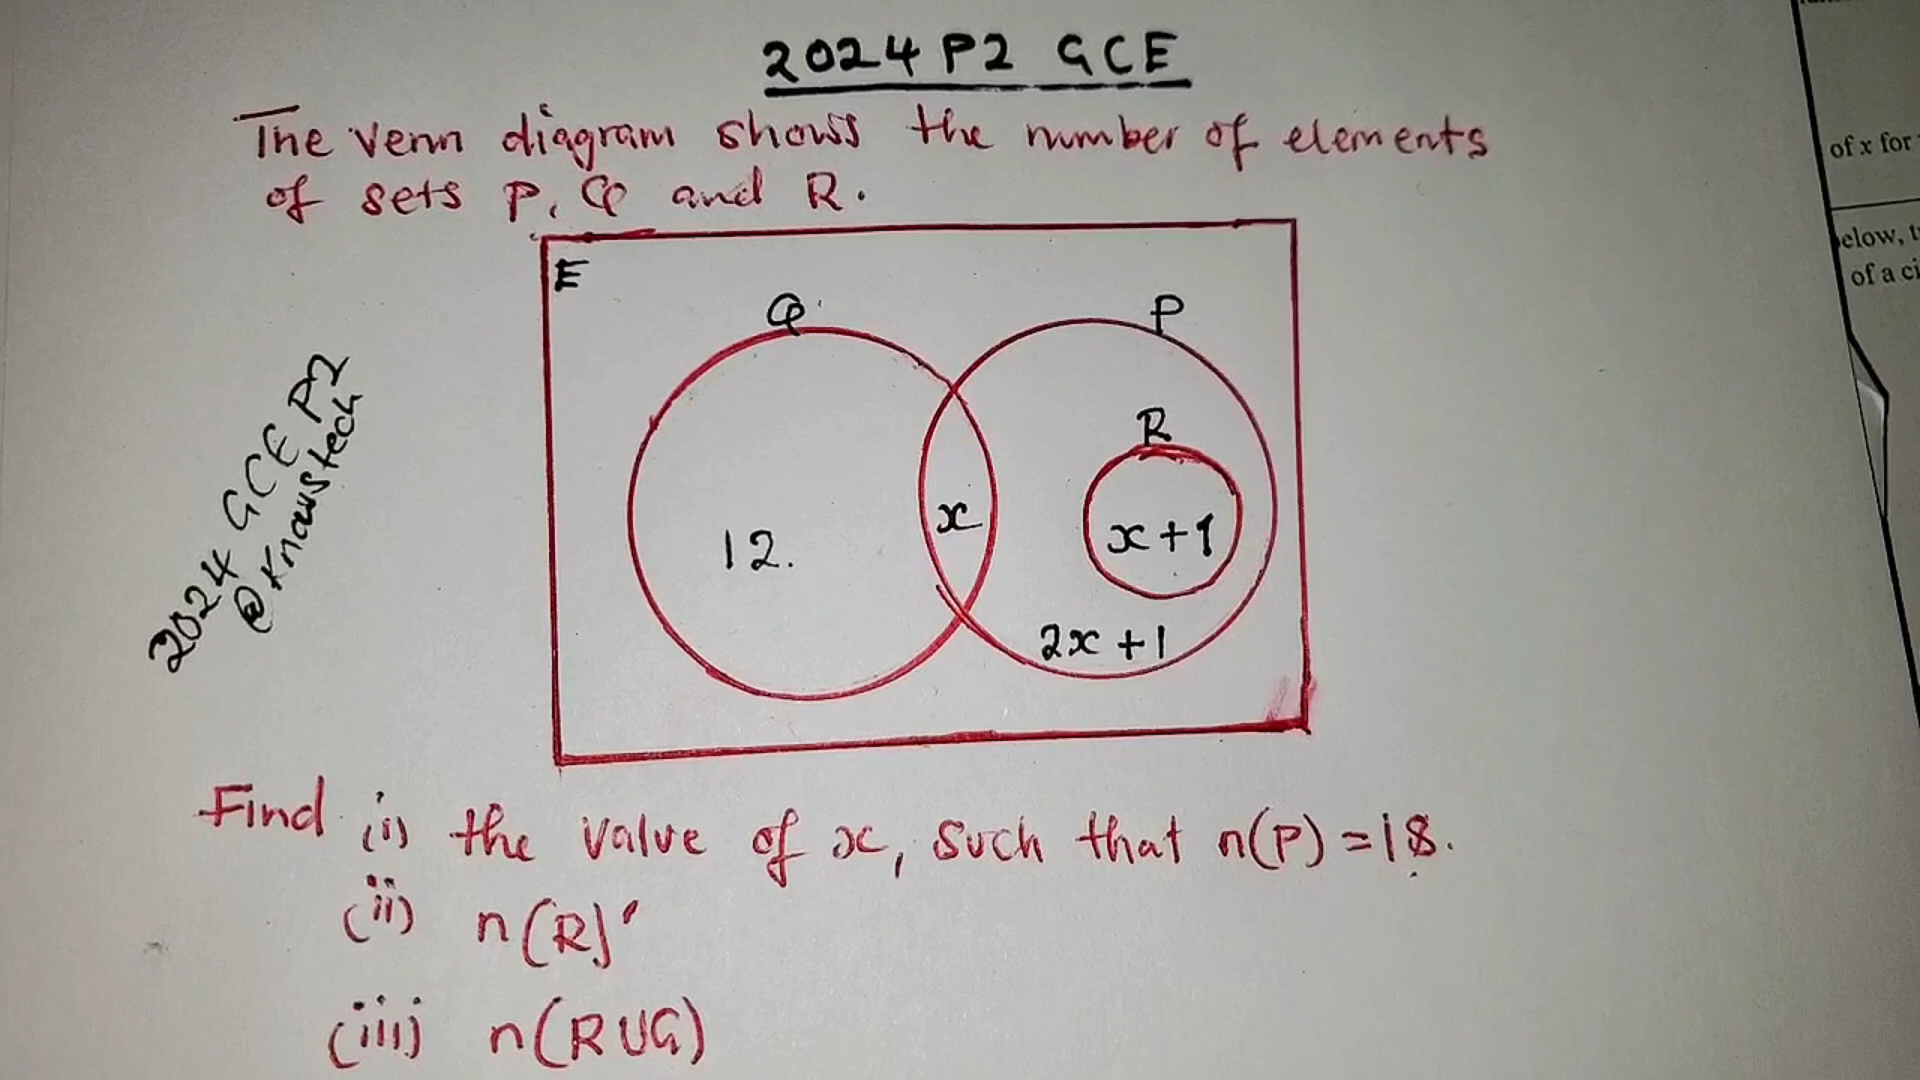 2024 P2 GCE
The venn diagram shows the number of elements
of sets P, Q and R.
E
Q
P
R
12.
x
x+1
2x+1
2024 GCE P2
@Knowstech
Find (i) the value of x, such that n(P)=18.
(ii) n(R)'
(iii) n(RUQ)
of x for
elow, t
of a ci